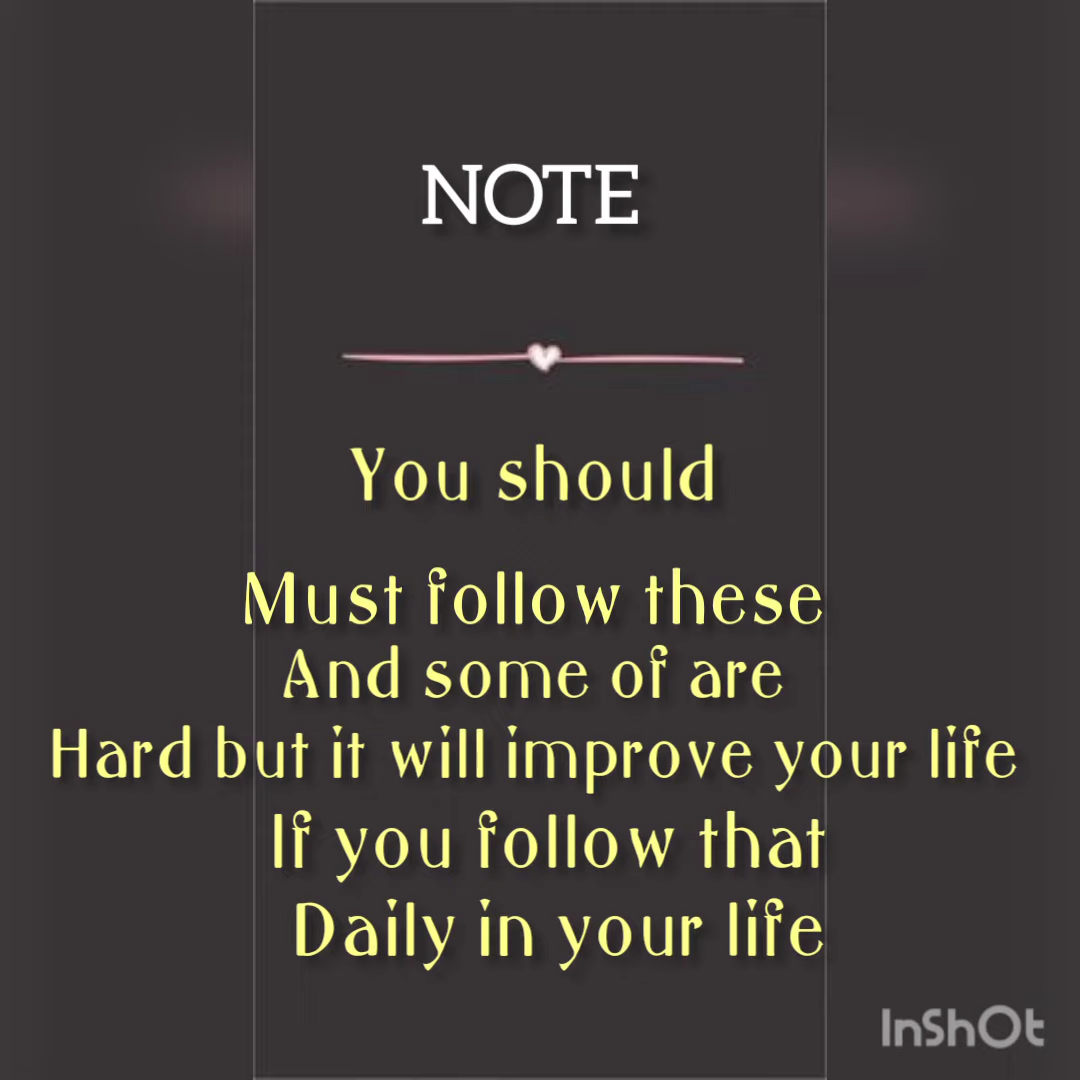 NOTE
You should
Must follow these
And some of are
Hard but it will improve your life
If you follow that
Daily in your life
InShOt